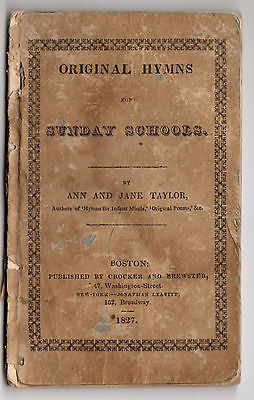 ORIGINAL HYMNS
FOR
SUNDAY SCHOOLS.
BY
ANN AND JANE TAYLOR,
Authors of 'Hymns for Infant Minds,' 'Original Poems,' &c.
BOSTON;
PUBLISHED BY CROCKER AND BREWSTER,
47, Washington-Street.
NEW-YORK:—JONATHAN LEAVITT,
182, Broadway.
1827.